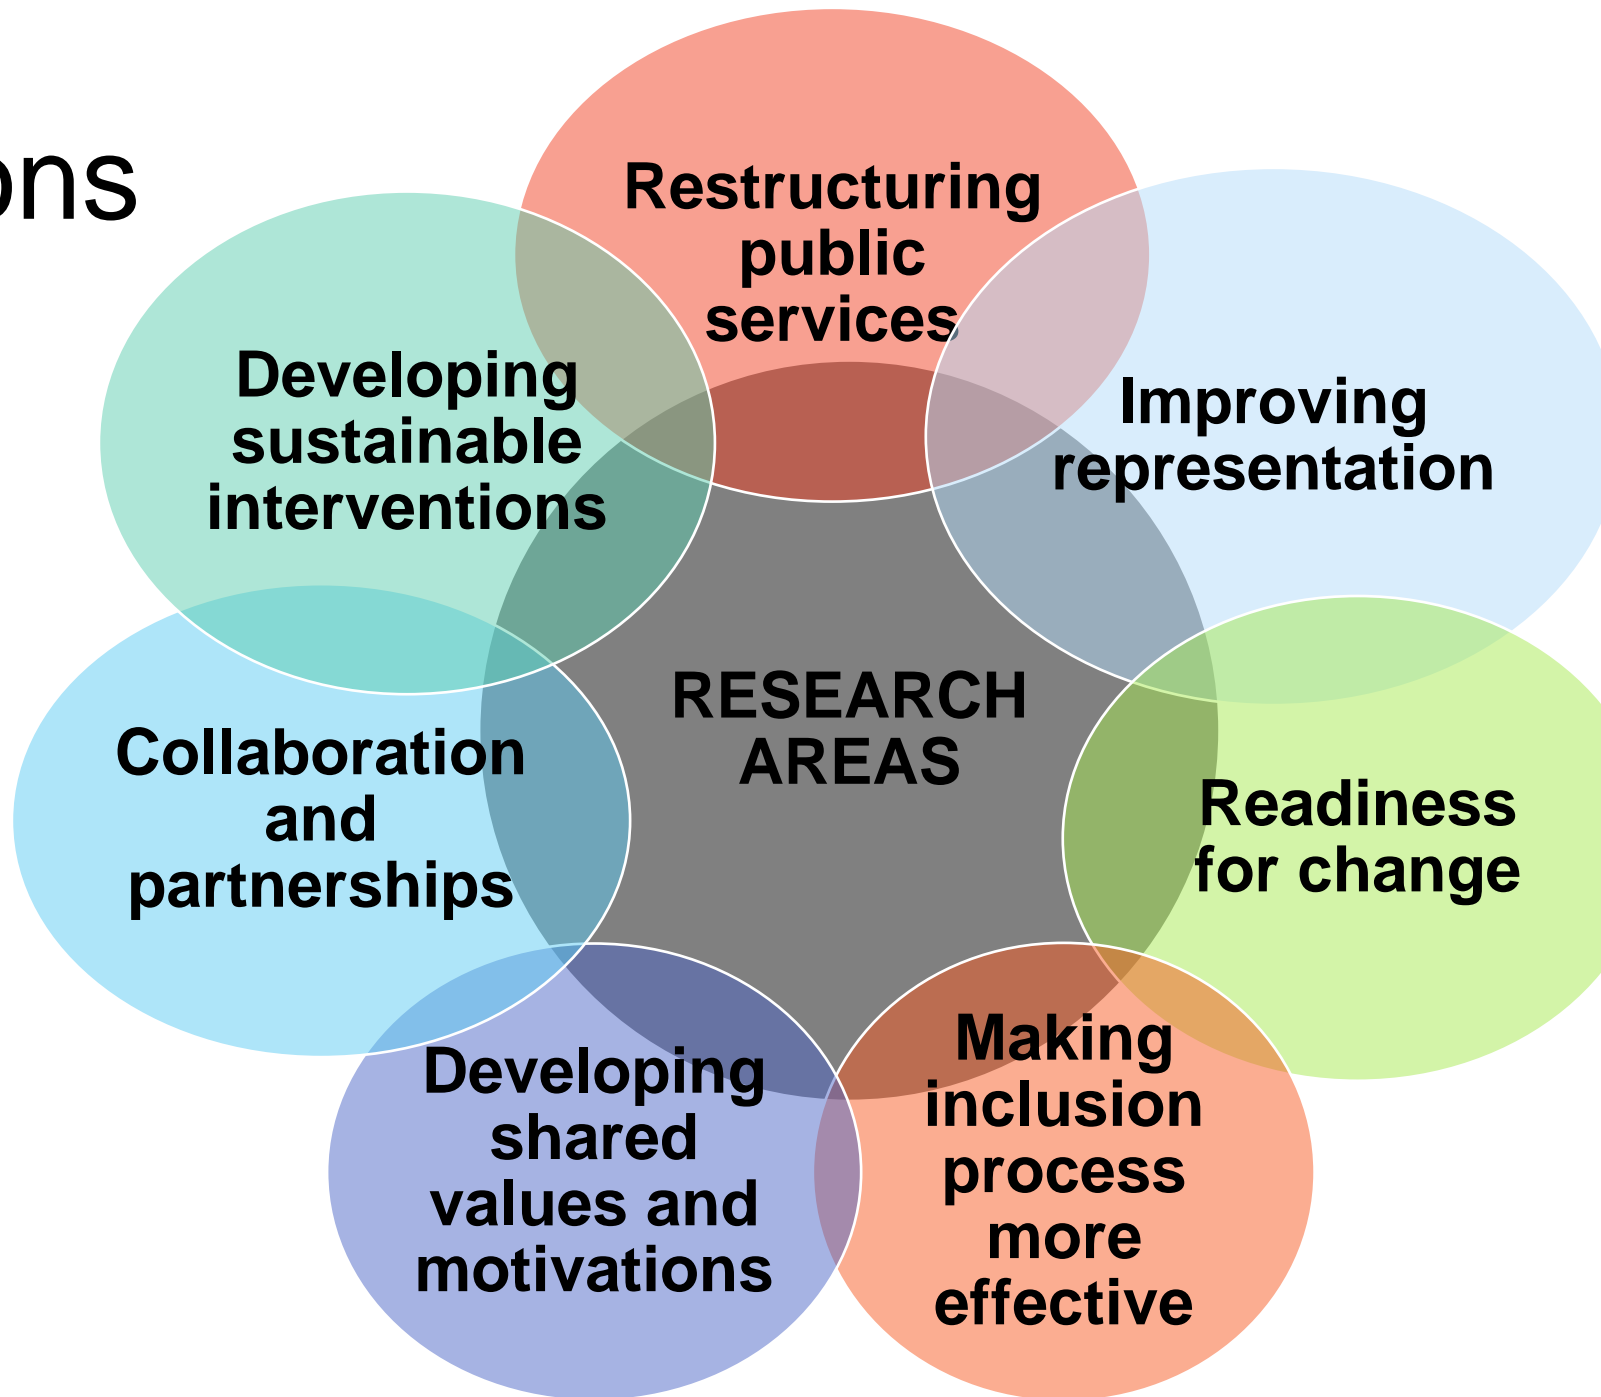 ons
Restructuring
public
services
Improving
representation
Readiness
for change
Making
inclusion
process
more
effective
Developing
shared
values and
motivations
Collaboration
and
partnerships
Developing
sustainable
interventions
RESEARCH
AREAS